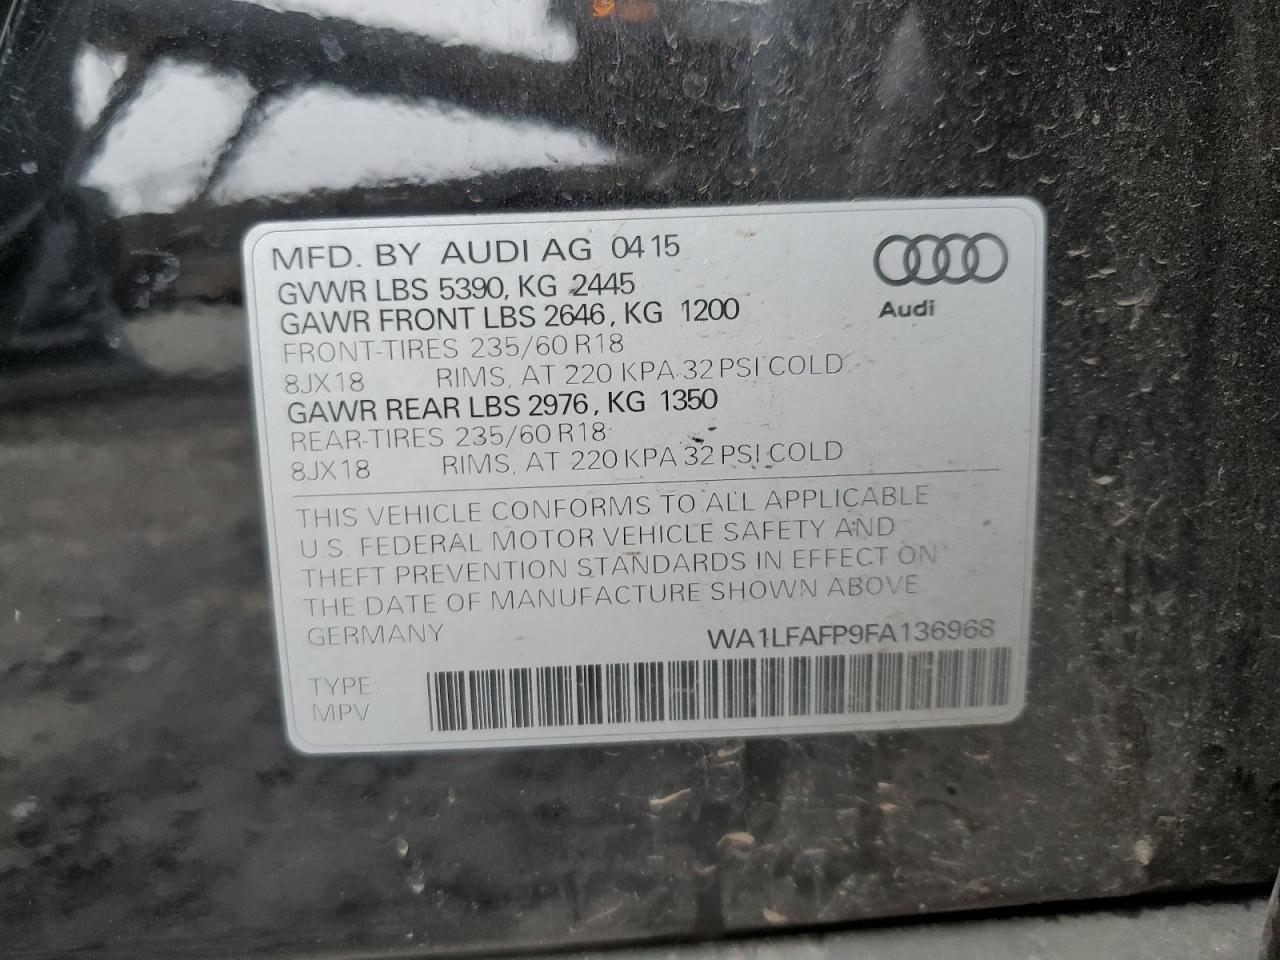 MFD. BY AUDI AG 04 15
GVWR LBS 5390, KG 2445
GAWR FRONT LBS 2646, KG 1200
FRONT-TIRES 235/60 R18
8JX18 RIMS, AT 220 KPA 32 PSI COLD
GAWR REAR LBS 2976, KG 1350
REAR-TIRES 235/60 R18
8JX18 RIMS, AT 220 KPA 32 PSI COLD
Audi
THIS VEHICLE CONFORMS TO ALL APPLICABLE
U.S. FEDERAL MOTOR VEHICLE SAFETY AND
THEFT PREVENTION STANDARDS IN EFFECT ON
THE DATE OF MANUFACTURE SHOWN ABOVE
GERMANY WA1LFAFP9FA136968
TYPE:
MPV